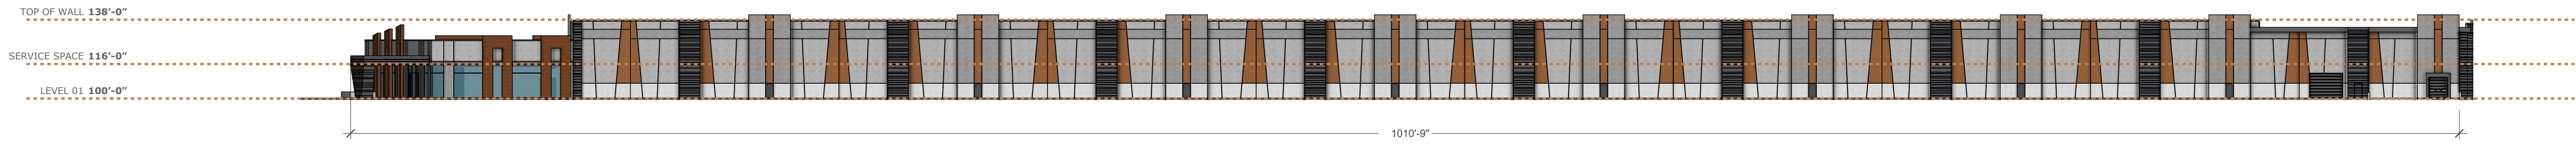 TOP OF WALL 138'-0"
SERVICE SPACE 116'-0"
LEVEL 01 100'-0"
1010'-9"